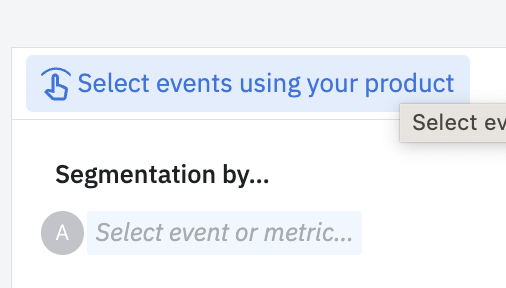 Select events using your product
Select ev
Segmentation by...
A
Select event or metric...